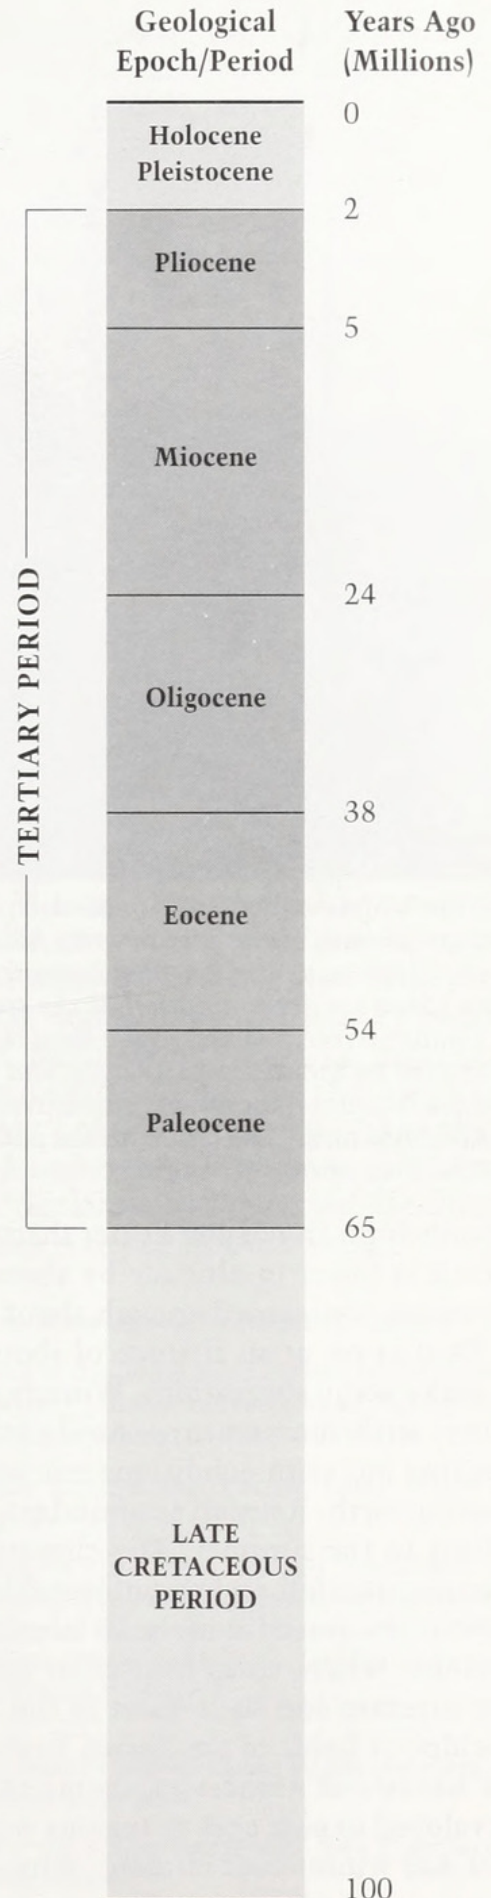 Geological Years Ago
Epoch/Period (Millions)
0
Holocene
Pleistocene
2
Pliocene
5
Miocene
24
TERTIARY PERIOD
Oligocene
38
Eocene
54
Paleocene
65
LATE
CRETACEOUS
PERIOD
100